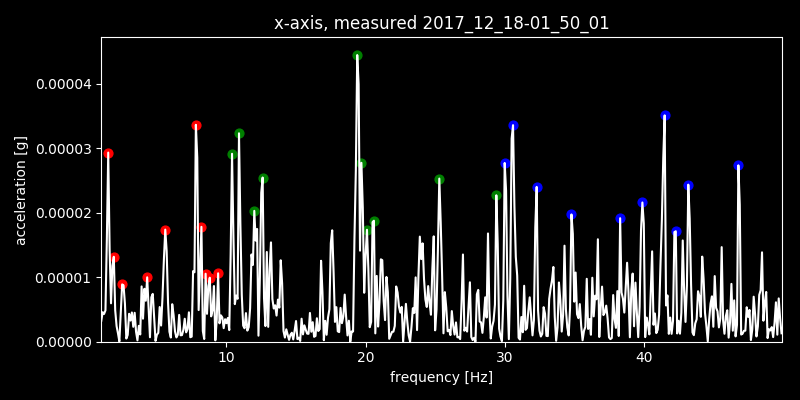 x-axis, measured 2017_12_18-01_50_01
0.00004
0.00003
0.00002
0.00001
0.00000
acceleration [g]
10 20 30 40
frequency [Hz]